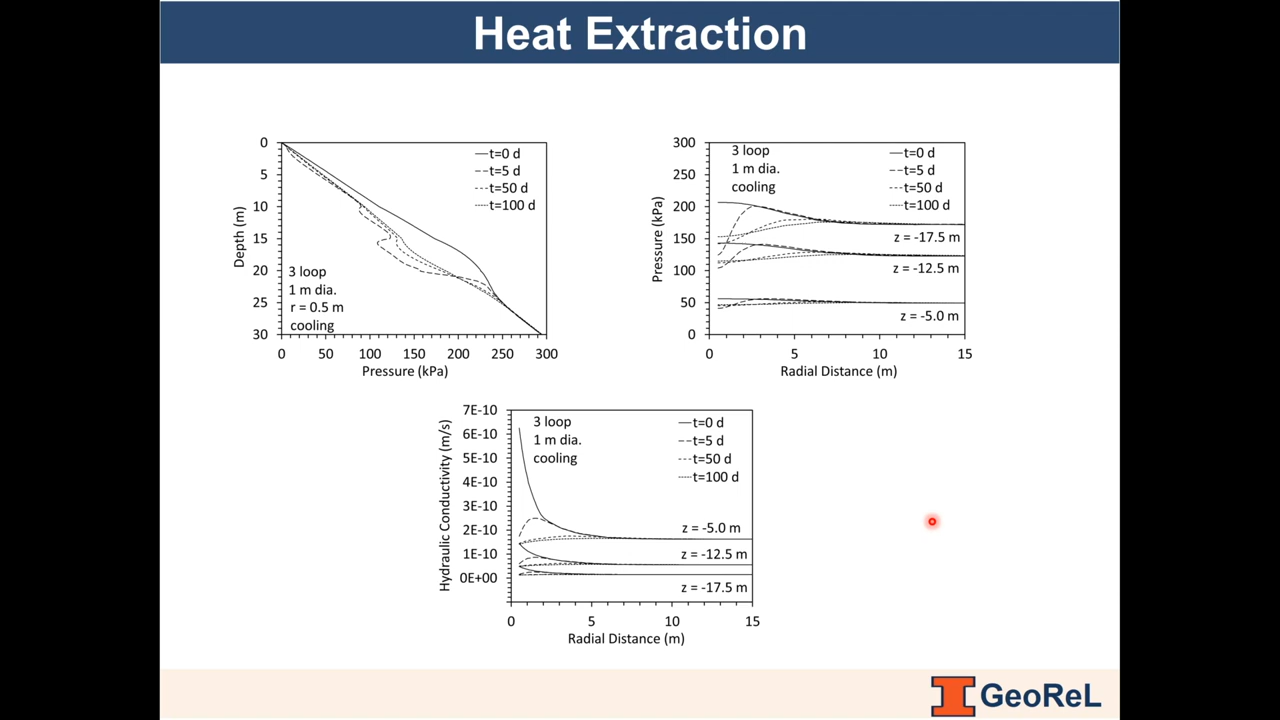 Heat Extraction
0
5
10
15
20
25
30
Depth (m)
t=0 d
t=5 d
t=50 d
t=100 d
3 loop
1 m dia.
r = 0.5 m
cooling
0 50 100 150 200 250 300
Pressure (kPa)
300
250
200
150
100
50
0
Pressure (kPa)
3 loop
1 m dia.
cooling
t=0 d
t=5 d
t=50 d
t=100 d
z = -17.5 m
z = -12.5 m
z = -5.0 m
0 5 10 15
Radial Distance (m)
7E-10
6E-10
5E-10
4E-10
3E-10
2E-10
1E-10
0E+00
Hydraulic Conductivity (m/s)
3 loop
1 m dia.
cooling
t=0 d
t=5 d
t=50 d
t=100 d
z = -5.0 m
z = -12.5 m
z = -17.5 m
0 5 10 15
Radial Distance (m)
I GeoReL